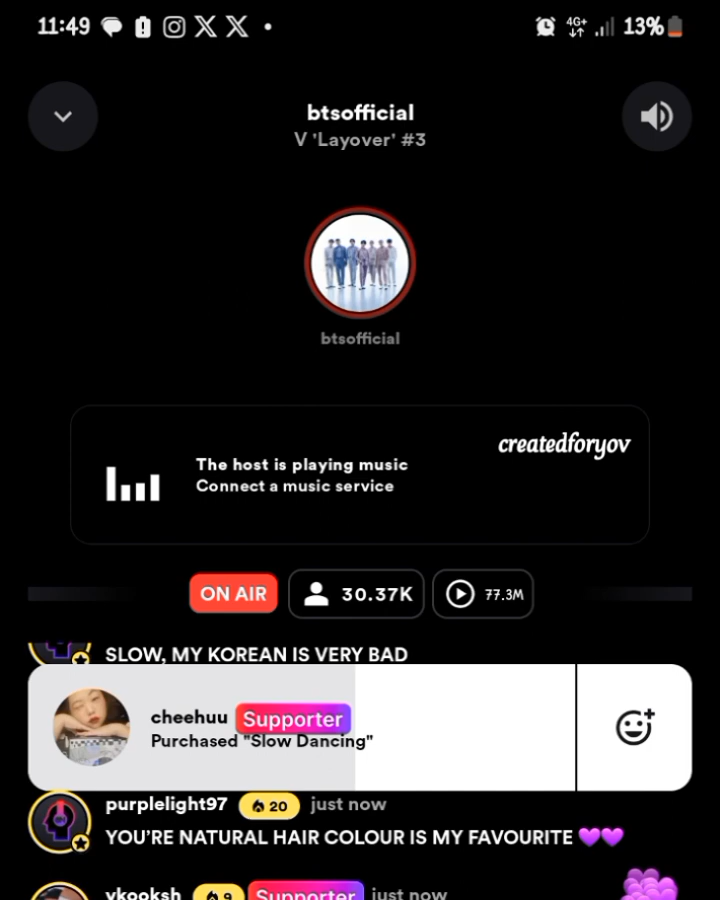 11:49
4G+
13%
btsofficial
V 'Layover' #3
btsofficial
createdforyov
The host is playing music
Connect a music service
ON AIR
30.37K
77.3M
SLOW, MY KOREAN IS VERY BAD
cheehuu Supporter
Purchased "Slow Dancing"
purplelight97 20 just now
YOU'RE NATURAL HAIR COLOUR IS MY FAVOURITE 💜💜
vkooksh 9 Supporter just now